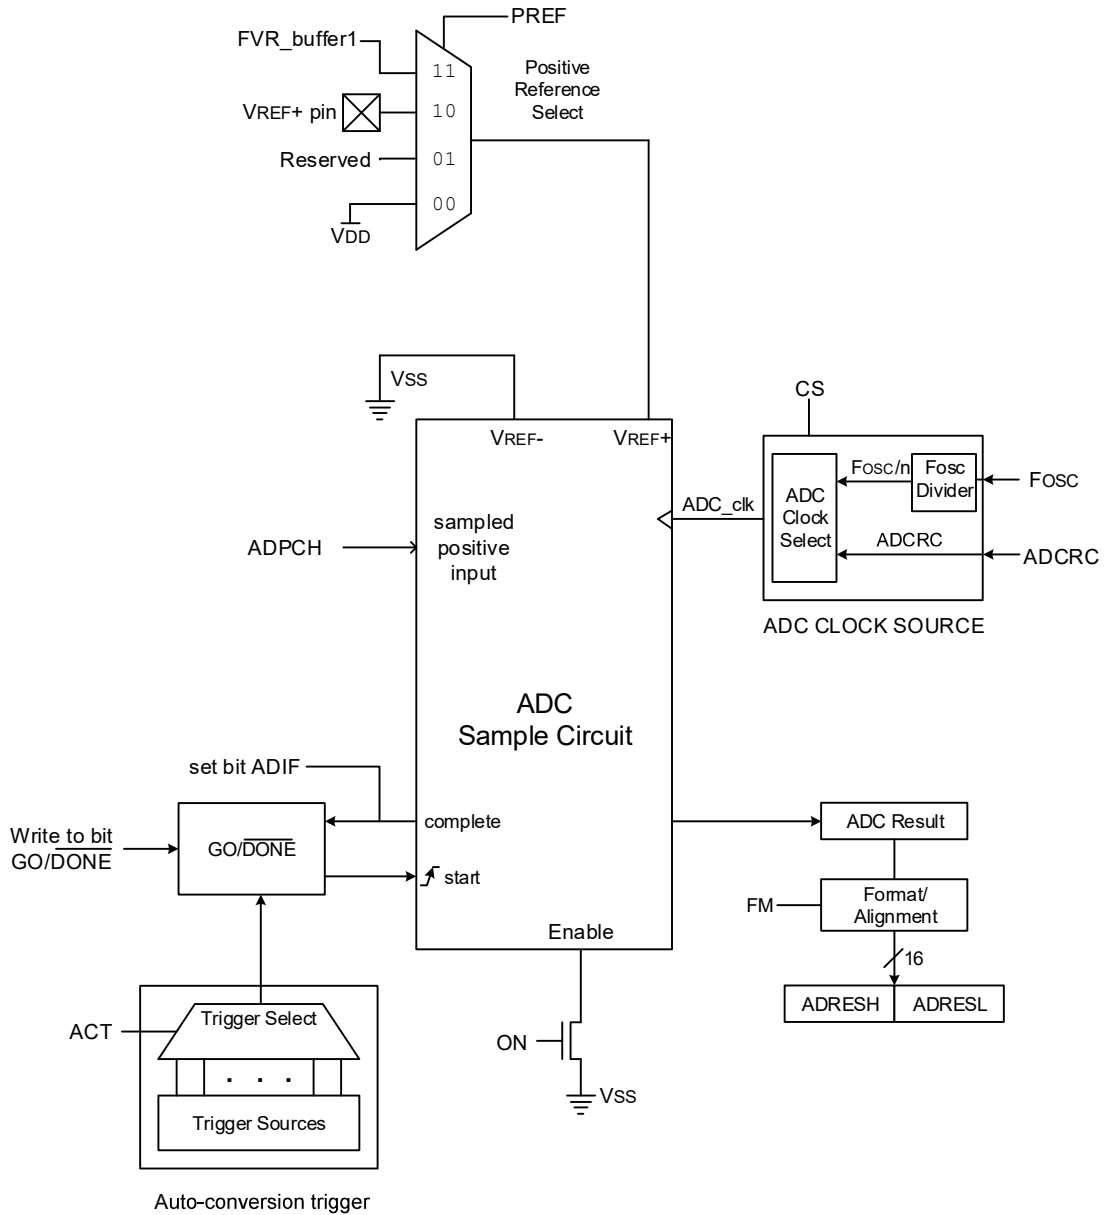 PREF
FVR_buffer1
11
Positive
Reference
Select
VREF+ pin
10
Reserved
01
00
VDD
VSS
VREF-
VREF+
CS
ADC_clk
ADC
Clock
Select
FOSC/n
Fosc
Divider
FOSC
ADCRC
ADCRC
ADC CLOCK SOURCE
ADPCH
sampled
positive
input
ADC
Sample Circuit
set bit ADIF
complete
Write to bit
GO/DONE
GO/DONE
start
Enable
ADC Result
FM
Format/
Alignment
16
ADRESH
ADRESL
ON
VSS
ACT
Trigger Select
. . .
Trigger Sources
Auto-conversion trigger